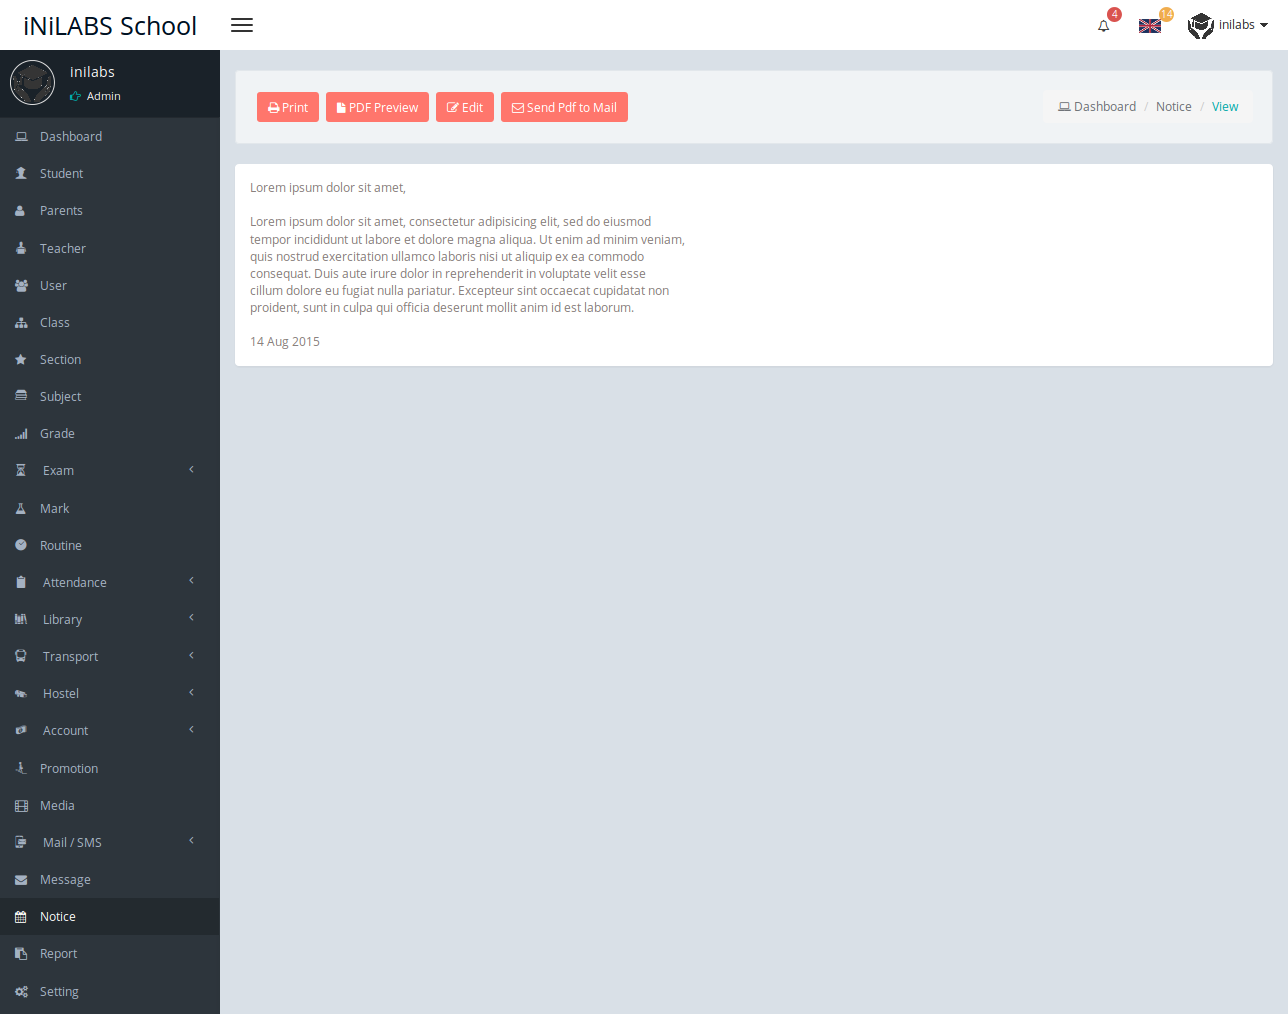 iNiLABS School
4
14
inilabs
inilabs
Admin
Print
PDF Preview
Edit
Send Pdf to Mail
Dashboard / Notice / View
Dashboard
Student
Parents
Teacher
User
Class
Section
Subject
Grade
Exam
Mark
Routine
Attendance
Library
Transport
Hostel
Account
Promotion
Media
Mail / SMS
Message
Notice
Report
Setting
Lorem ipsum dolor sit amet,
Lorem ipsum dolor sit amet, consectetur adipisicing elit, sed do eiusmod
tempor incididunt ut labore et dolore magna aliqua. Ut enim ad minim veniam,
quis nostrud exercitation ullamco laboris nisi ut aliquip ex ea commodo
consequat. Duis aute irure dolor in reprehenderit in voluptate velit esse
cillum dolore eu fugiat nulla pariatur. Excepteur sint occaecat cupidatat non
proident, sunt in culpa qui officia deserunt mollit anim id est laborum.
14 Aug 2015